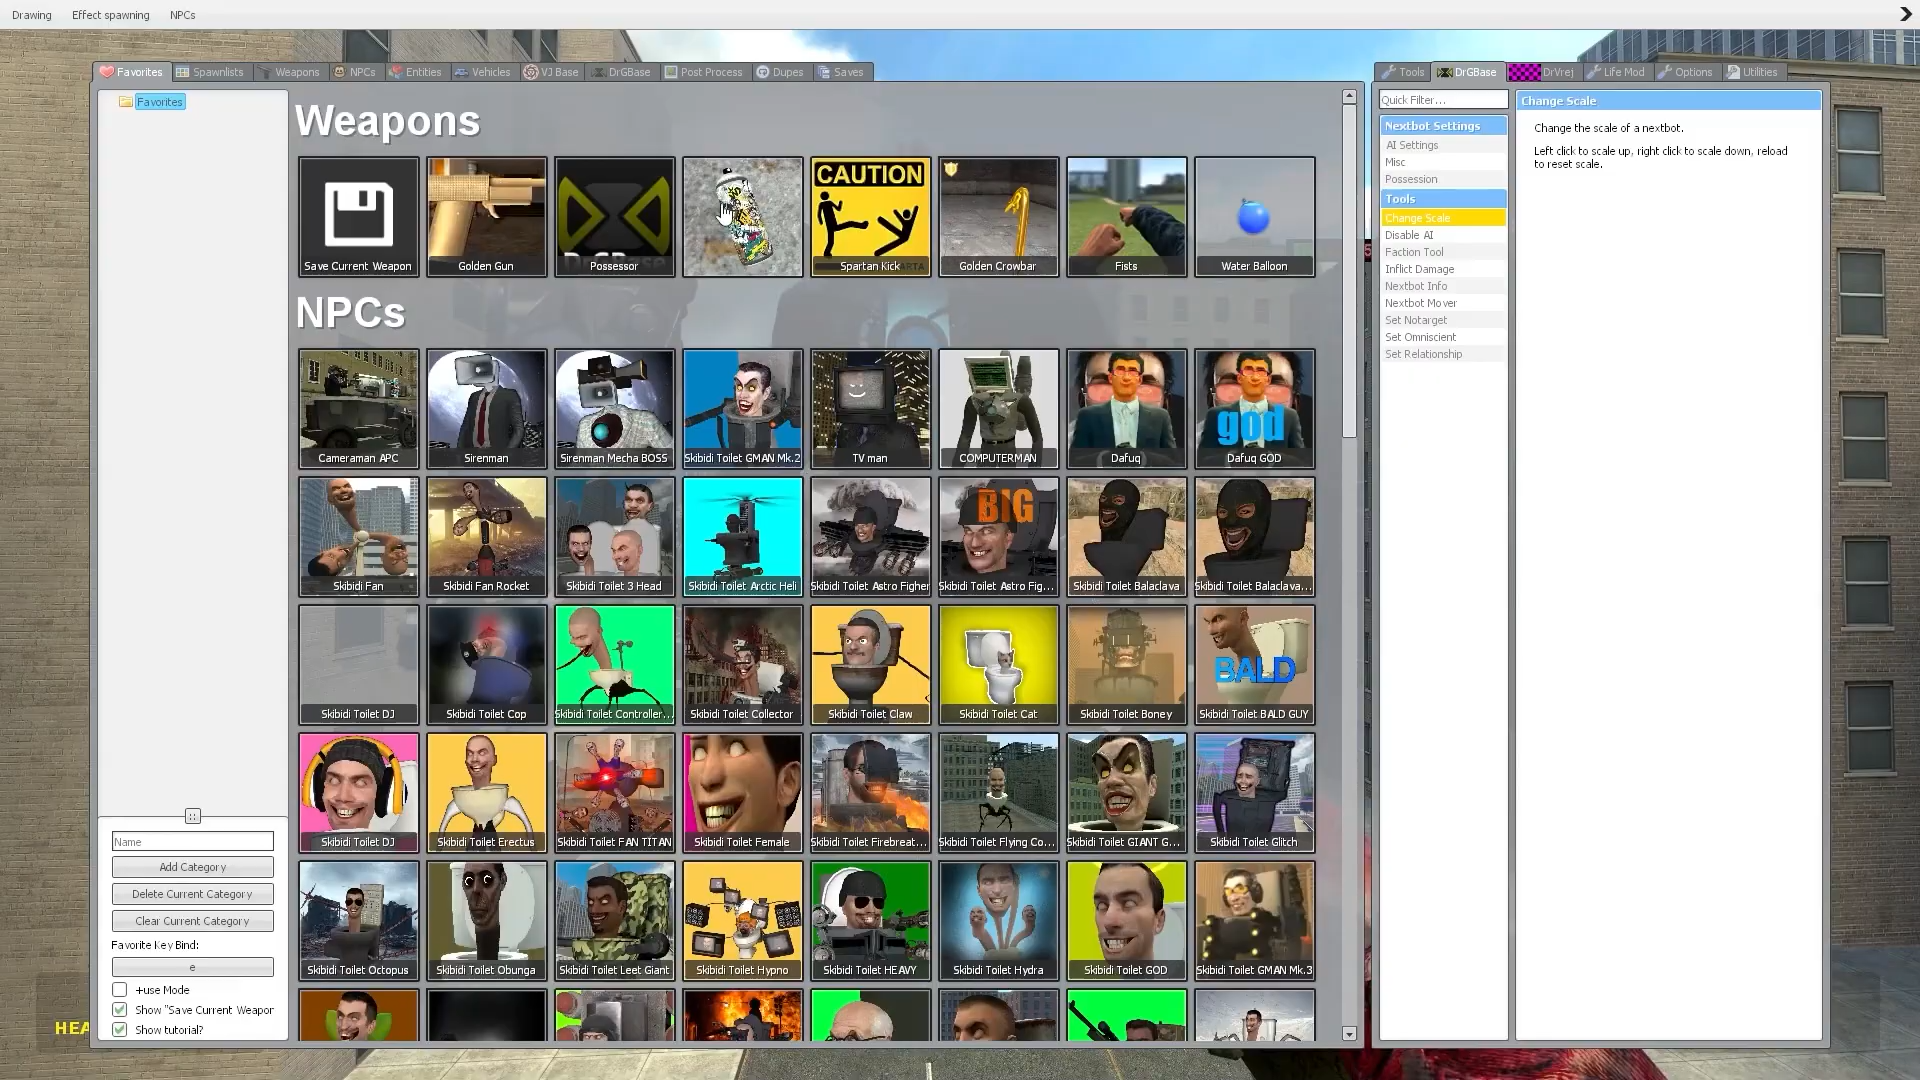 Drawing Effect spawning NPCs
Favorites Spawnlists Weapons NPCs Entities Vehicles VJ Base DrGBase Post Process Dupes Saves
Tools DrGBase DrVrej Life Mod Options Utilities
Favorites
Weapons
Save Current Weapon
Golden Gun
Possessor
CAUTION
Spartan Kick
Golden Crowbar
Fists
Water Balloon
NPCs
Cameraman APC
Sirenman
Sirenman Mecha BOSS
Skibidi Toilet GMAN Mk.2
TV man
COMPUTERMAN
Dafuq
god
Dafuq GOD
Skibidi Fan
Skibidi Fan Rocket
Skibidi Toilet 3 Head
Skibidi Toilet Arctic Heli
Skibidi Toilet Astro Figher
BIG
Skibidi Toilet Astro Fig...
Skibidi Toilet Balaclava
Skibidi Toilet Balaclava...
Skibidi Toilet DJ
Skibidi Toilet Cop
Skibidi Toilet Controller...
Skibidi Toilet Collector
Skibidi Toilet Claw
Skibidi Toilet Cat
Skibidi Toilet Boney
BALD
Skibidi Toilet BALD GUY
Skibidi Toilet DJ
Skibidi Toilet Erectus
Skibidi Toilet FAN TITAN
Skibidi Toilet Female
Skibidi Toilet Firebreat...
Skibidi Toilet Flying Co...
Skibidi Toilet GIANT G...
Skibidi Toilet Glitch
Skibidi Toilet Octopus
Skibidi Toilet Obunga
Skibidi Toilet Leet Giant
Skibidi Toilet Hypno
Skibidi Toilet HEAVY
Skibidi Toilet Hydra
Skibidi Toilet GOD
Skibidi Toilet GMAN Mk.3
Name
Add Category
Delete Current Category
Clear Current Category
Favorite Key Bind:
e
+use Mode
Show "Save Current Weapor
Show tutorial?
HEA
Quick Filter...
Nextbot Settings
AI Settings
Misc
Possession
Tools
Change Scale
Disable AI
Faction Tool
Inflict Damage
Nextbot Info
Nextbot Mover
Set Notarget
Set Omniscient
Set Relationship
Change Scale
Change the scale of a nextbot.
Left click to scale up, right click to scale down, reload
to reset scale.